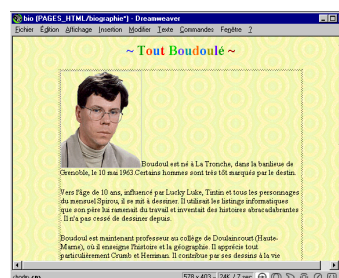 bio (PAGES_HTML/biographie*) - Dreamweaver
Fichier Édition Affichage Insertion Modifier Texte Commandes Fenêtre ?
~ Tout Boudoulé ~
Boudoul est né à La Tronche, dans la banlieue de
Grenoble, le 10 mai 1963.Certains hommes sont très tôt marqués par le destin.
Vers l'âge de 10 ans, influencé par Lucky Luke, Tintin et tous les personnages
du mensuel Spirou, il se mit à dessiner. Il utilisait les listings informatiques
que son père lui ramenait du travail et inventait des histoires abracadabrantes
. Il n'a pas cessé de dessiner depuis.
Boudoul est maintenant professeur au collège de Doulaincourt (Haute-
Marne), où il enseigne l'histoire et la géographie. Il apprécie tout
particulièrement Crumb et Herriman. Il contribue par ses dessins à la vie
578 x 403 - 24K / 7 sec